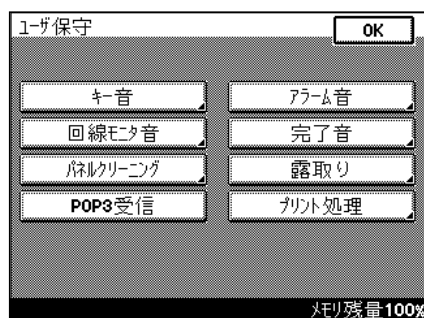 ﾕｰｻﾞ保守
OK
ｷｰ音
ｱﾗｰﾑ音
回線ﾓﾆﾀ音
完了音
ﾊﾟﾈﾙｸﾘｰﾆﾝｸﾞ
露取り
POP3受信
ﾌﾟﾘﾝﾄ処理
ﾒﾓﾘ残量100%